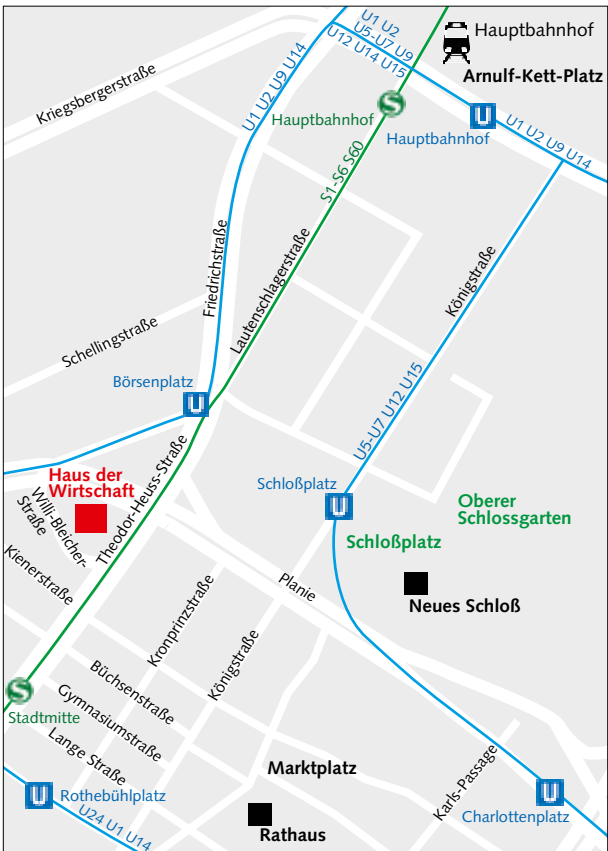 U1 U2
U5-U7 U9
U12 U14 U15
Hauptbahnhof
Arnulf-Kett-Platz
Kriegsbergerstraße
U1 U2 U9 U14
S
Hauptbahnhof
U
Hauptbahnhof
U1 U2 U9 U14
S1-S6 S60
Friedrichstraße
Lautenschlagerstraße
Königstraße
Schellingstraße
Börsenplatz
U
U5-U7 U12 U15
Haus der
Wirtschaft
Willi-Bleicher-
Straße
Theodor-Heuss-Straße
Schloßplatz
U
Oberer
Schlossgarten
Schloßplatz
Kienerstraße
Planie
Neues Schloß
Kronprinzstraße
Königstraße
Büchsenstraße
S
Stadtmitte
Gymnasiumstraße
Lange Straße
Marktplatz
Karls-Passage
U
Rothebühlplatz
U24 U1 U14
U
Charlottenplatz
Rathaus